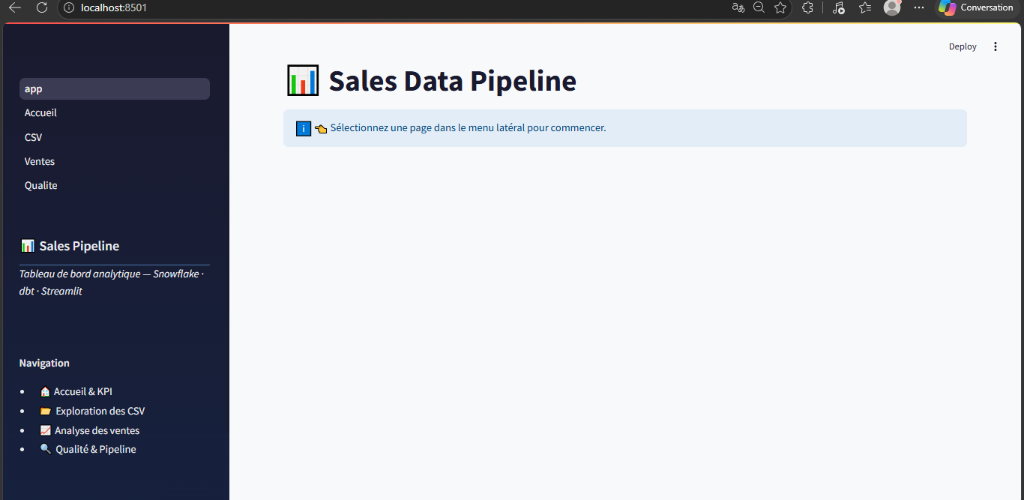 localhost:8501
Conversation
Deploy
app
Accueil
CSV
Ventes
Qualite
Sales Pipeline
Tableau de bord analytique — Snowflake ·
dbt · Streamlit
Navigation
Accueil & KPI
Exploration des CSV
Analyse des ventes
Qualité & Pipeline
Sales Data Pipeline
Sélectionnez une page dans le menu latéral pour commencer.